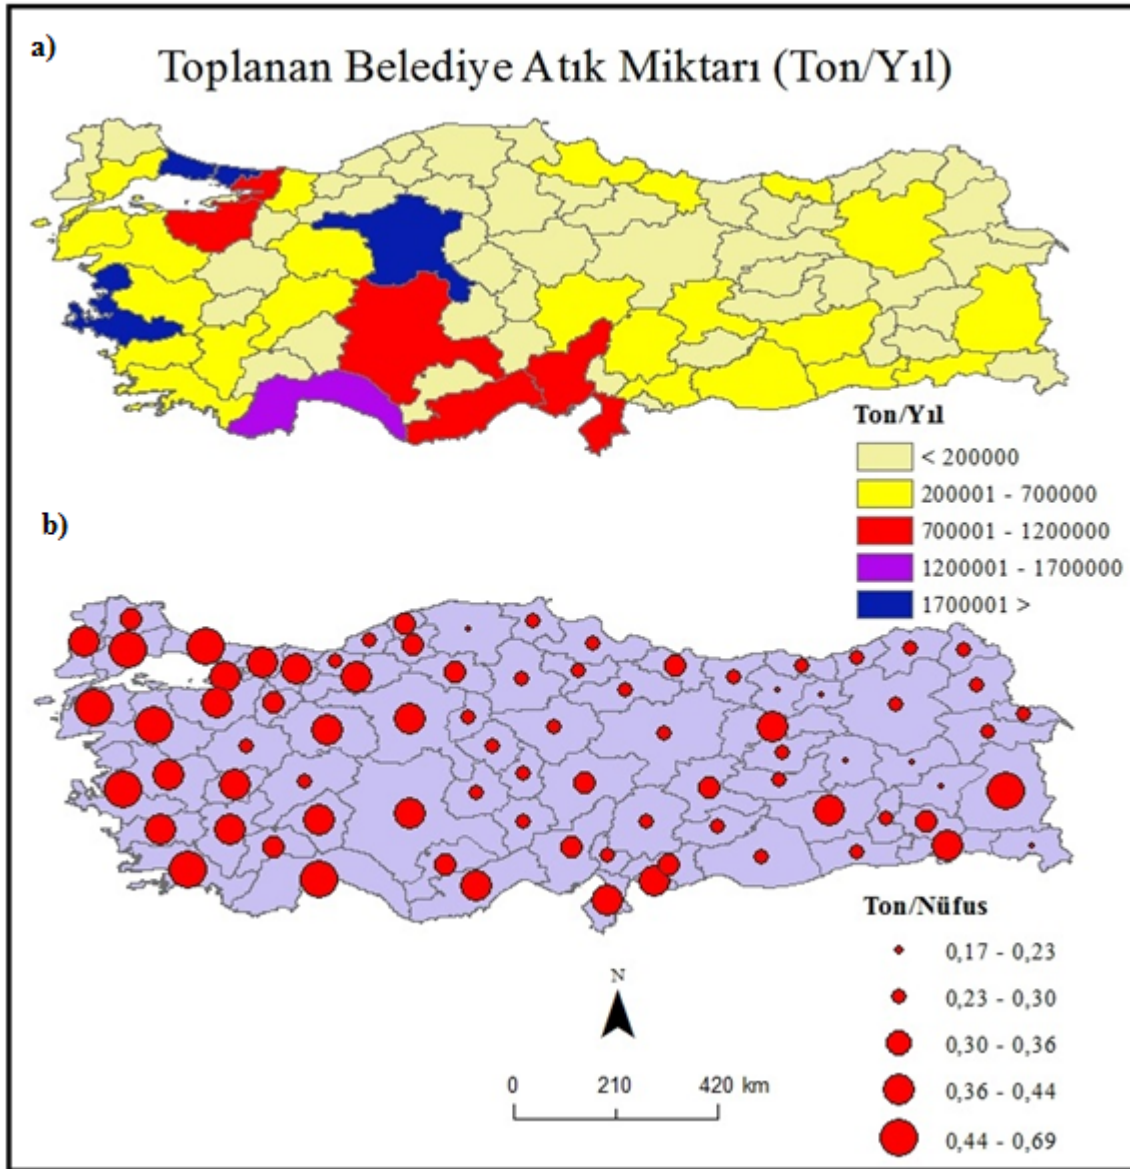 a)
Toplanan Belediye Atık Miktarı (Ton/Yıl)
Ton/Yıl
< 200000
200001 - 700000
700001 - 1200000
1200001 - 1700000
1700001 >
b)
Ton/Nüfus
0,17 - 0,23
0,23 - 0,30
0,30 - 0,36
0,36 - 0,44
0,44 - 0,69
N
0 210 420 km